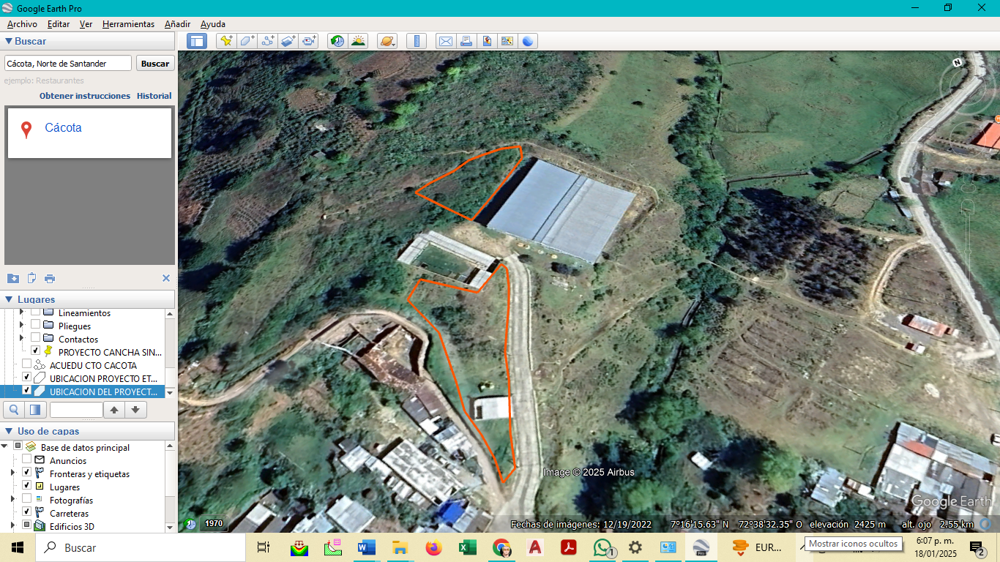 Google Earth Pro
Archivo Editar Ver Herramientas Añadir Ayuda
Buscar
Cácota, Norte de Santander Buscar
ejemplo: Restaurantes
Obtener instrucciones Historial
Cácota
Lugares
Lineamientos
Pliegues
Contactos
PROYECTO CANCHA SIN...
ACUEDU CTO CACOTA
UBICACION PROYECTO ET...
UBICACION DEL PROYECT...
Uso de capas
Base de datos principal
Anuncios
Fronteras y etiquetas
Lugares
Fotografías
Carreteras
Edificios 3D
N
Image © 2025 Airbus
Google Earth
1970
Fechas de imágenes: 12/19/2022 7°16'15.63" N 72°38'32.35" O elevación 2425 m alt. ojo 2.55 km
Mostrar iconos ocultos
Buscar
EUR...
6:07 p. m.
18/01/2025